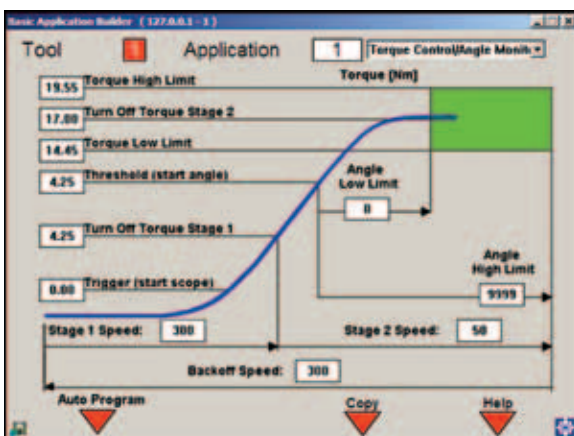 Basic Application Builder ( 127.0.0.1 - 1 )
Tool 1 Application 1 Torque Control/Angle Monit
19.55 Torque High Limit Torque [Nm]
17.00 Turn Off Torque Stage 2
14.45 Torque Low Limit
4.25 Threshold (start angle)
Angle
Low Limit
0
4.25 Turn Off Torque Stage 1
Angle
High Limit
0.00 Trigger (start scope)
9999
Stage 1 Speed: 300 Stage 2 Speed: 50
Backoff Speed: 300
Auto Program Copy Help